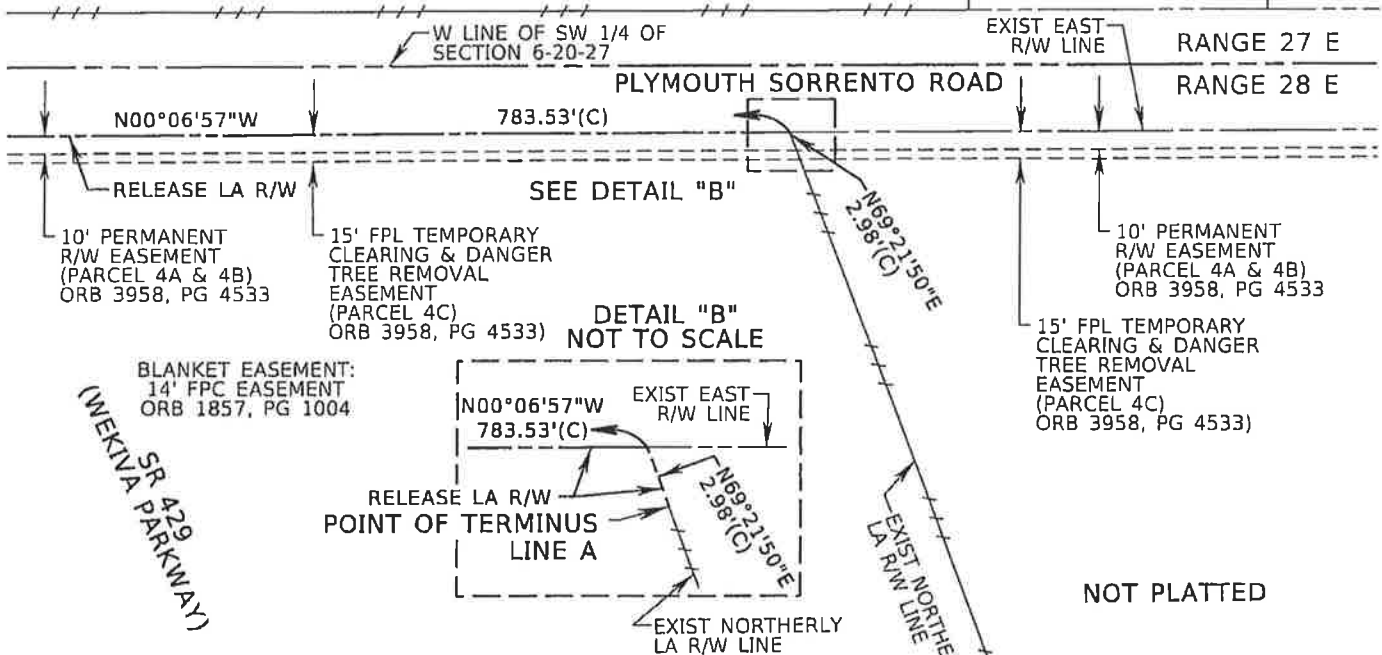 W LINE OF SW 1/4 OF
SECTION 6-20-27
EXIST EAST
R/W LINE
RANGE 27 E
PLYMOUTH SORRENTO ROAD
RANGE 28 E
N00°06'57"W
783.53'(C)
RELEASE LA R/W
SEE DETAIL "B"
N69°21'50"E
2.98'(C)
10' PERMANENT
R/W EASEMENT
(PARCEL 4A & 4B)
ORB 3958, PG 4533
15' FPL TEMPORARY
CLEARING & DANGER
TREE REMOVAL
EASEMENT
(PARCEL 4C)
ORB 3958, PG 4533)
10' PERMANENT
R/W EASEMENT
(PARCEL 4A & 4B)
ORB 3958, PG 4533
15' FPL TEMPORARY
CLEARING & DANGER
TREE REMOVAL
EASEMENT
(PARCEL 4C)
ORB 3958, PG 4533)
DETAIL "B"
NOT TO SCALE
BLANKET EASEMENT:
14' FPC EASEMENT
ORB 1857, PG 1004
SR 429
(WEKIVA PARKWAY)
N00°06'57"W
783.53'(C)
EXIST EAST
R/W LINE
RELEASE LA R/W
POINT OF TERMINUS
LINE A
N69°21'50"E
2.98'(C)
EXIST NORTHERLY
LA R/W LINE
EXIST NORTHE
LA R/W LINE
NOT PLATTED